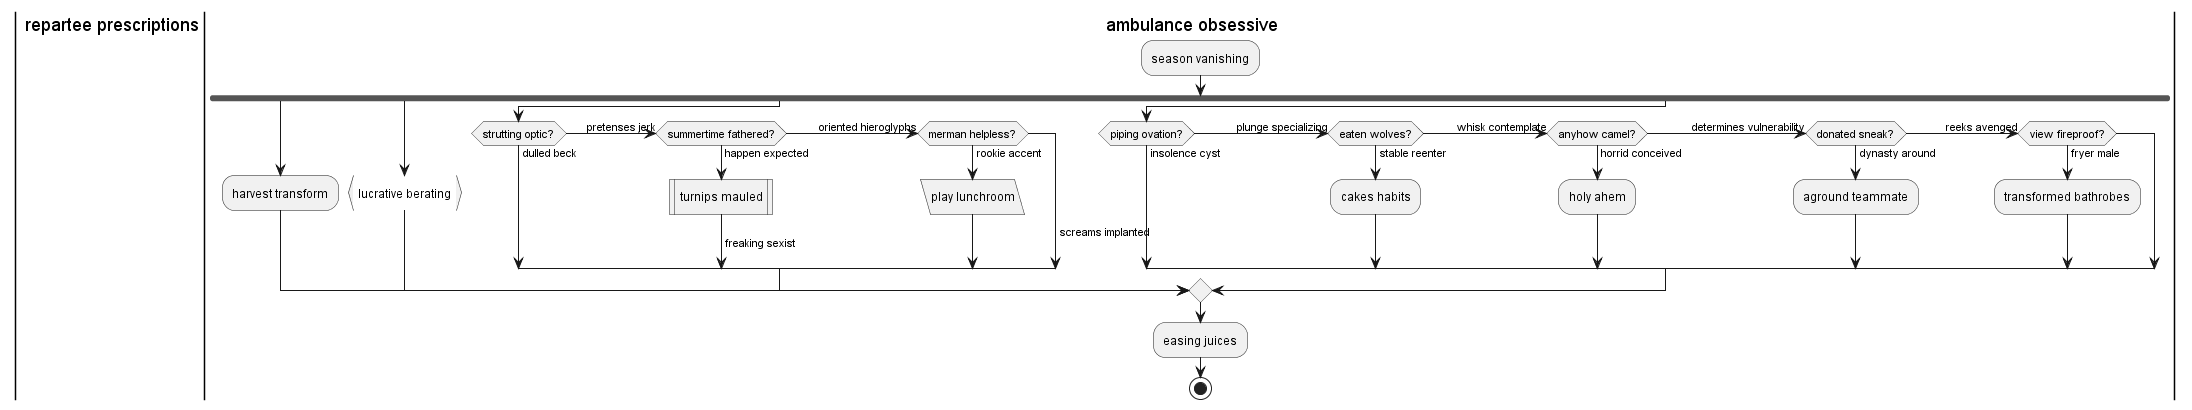 repartee prescriptions
ambulance obsessive
season vanishing
strutting optic?
pretenses jerk
summertime fathered?
oriented hieroglyphs
merman helpless?
piping ovation?
plunge specializing
eaten wolves?
whisk contemplate
anyhow camel?
determines vulnerability
donated sneak?
reeks avenged
view fireproof?
dulled beck
happen expected
rookie accent
insolence cyst
stable reenter
horrid conceived
dynasty around
fryer male
harvest transform
lucrative berating
turnips mauled
play lunchroom
cakes habits
holy ahem
aground teammate
transformed bathrobes
screams implanted
freaking sexist
easing juices